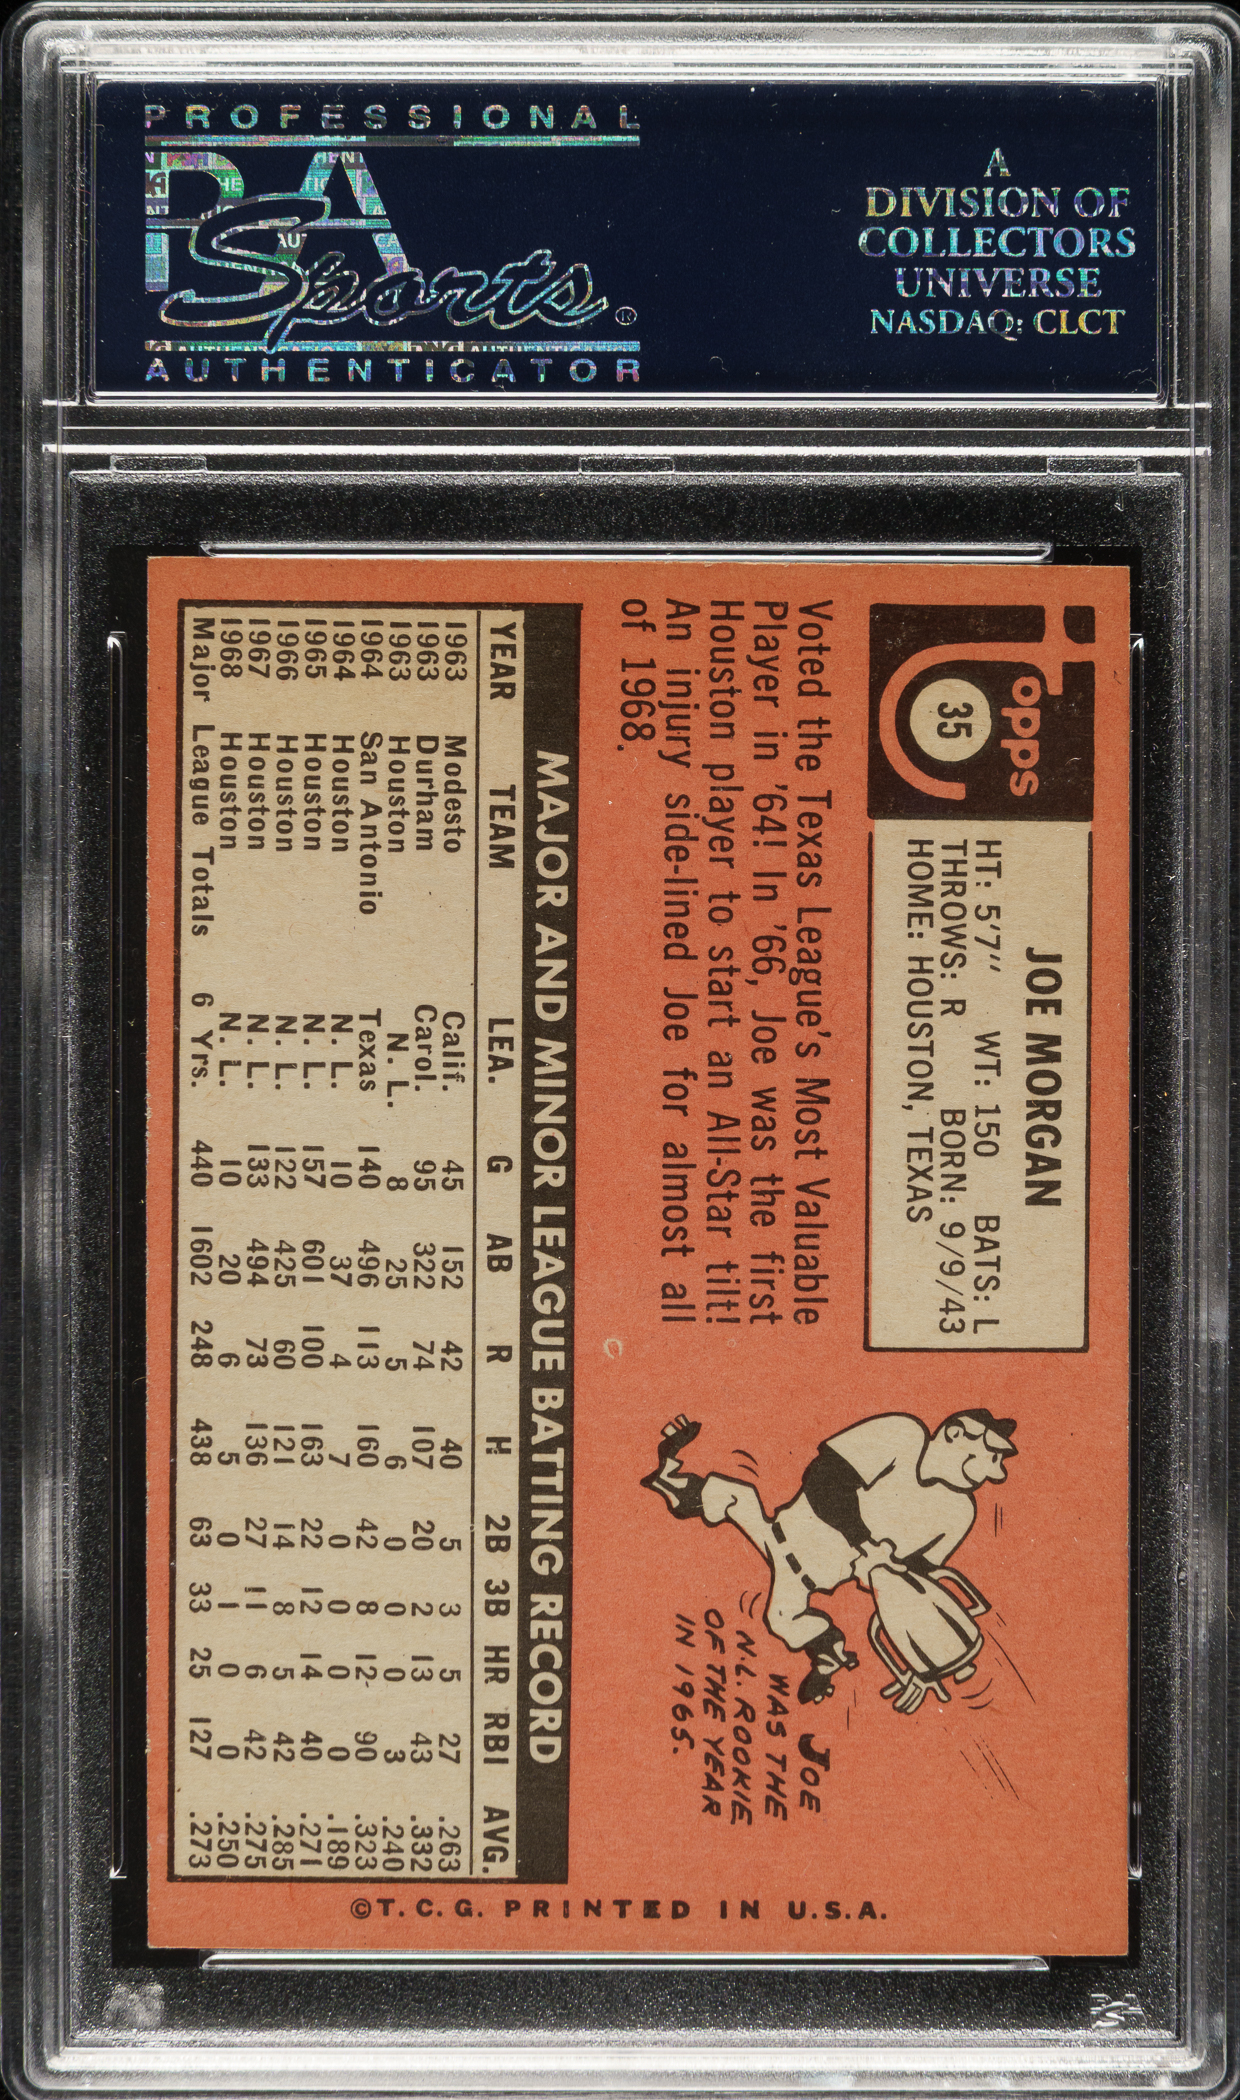 PROFESSIONAL
PSA
Sports®
AUTHENTICATOR
A
DIVISION OF
COLLECTORS
UNIVERSE
NASDAQ: CLCT
Topps
35
JOE MORGAN
HT: 5'7" WT: 150 BATS: L
THROWS: R BORN: 9/9/43
HOME: HOUSTON, TEXAS
Voted the Texas League's Most Valuable
Player in '64! In '66, Joe was the first
Houston player to start an All-Star tilt!
An injury side-lined Joe for almost all
of 1968.
JOE
WAS THE
N.L. ROOKIE
OF THE YEAR
IN 1965.
MAJOR AND MINOR LEAGUE BATTING RECORD
YEAR TEAM LEA. G AB R H 2B 3B HR RBI AVG.
1963 Modesto Calif. 45 152 42 40 5 3 5 27 .263
1963 Durham Carol. 95 322 74 107 20 2 13 43 .332
1963 Houston N. L. 8 25 5 6 0 0 0 3 .240
1964 San Antonio Texas 140 496 113 160 42 8 12 90 .323
1964 Houston N. L. 10 37 4 7 0 0 0 0 .189
1965 Houston N. L. 157 601 100 163 22 12 14 40 .271
1966 Houston N. L. 122 425 60 121 14 8 5 42 .285
1967 Houston N. L. 133 494 73 136 27 11 6 42 .275
1968 Houston N. L. 10 20 6 5 0 1 0 0 .250
Major League Totals 6 Yrs. 440 1602 248 438 63 33 25 127 .273
©T. C. G. PRINTED IN U.S.A.
PSA